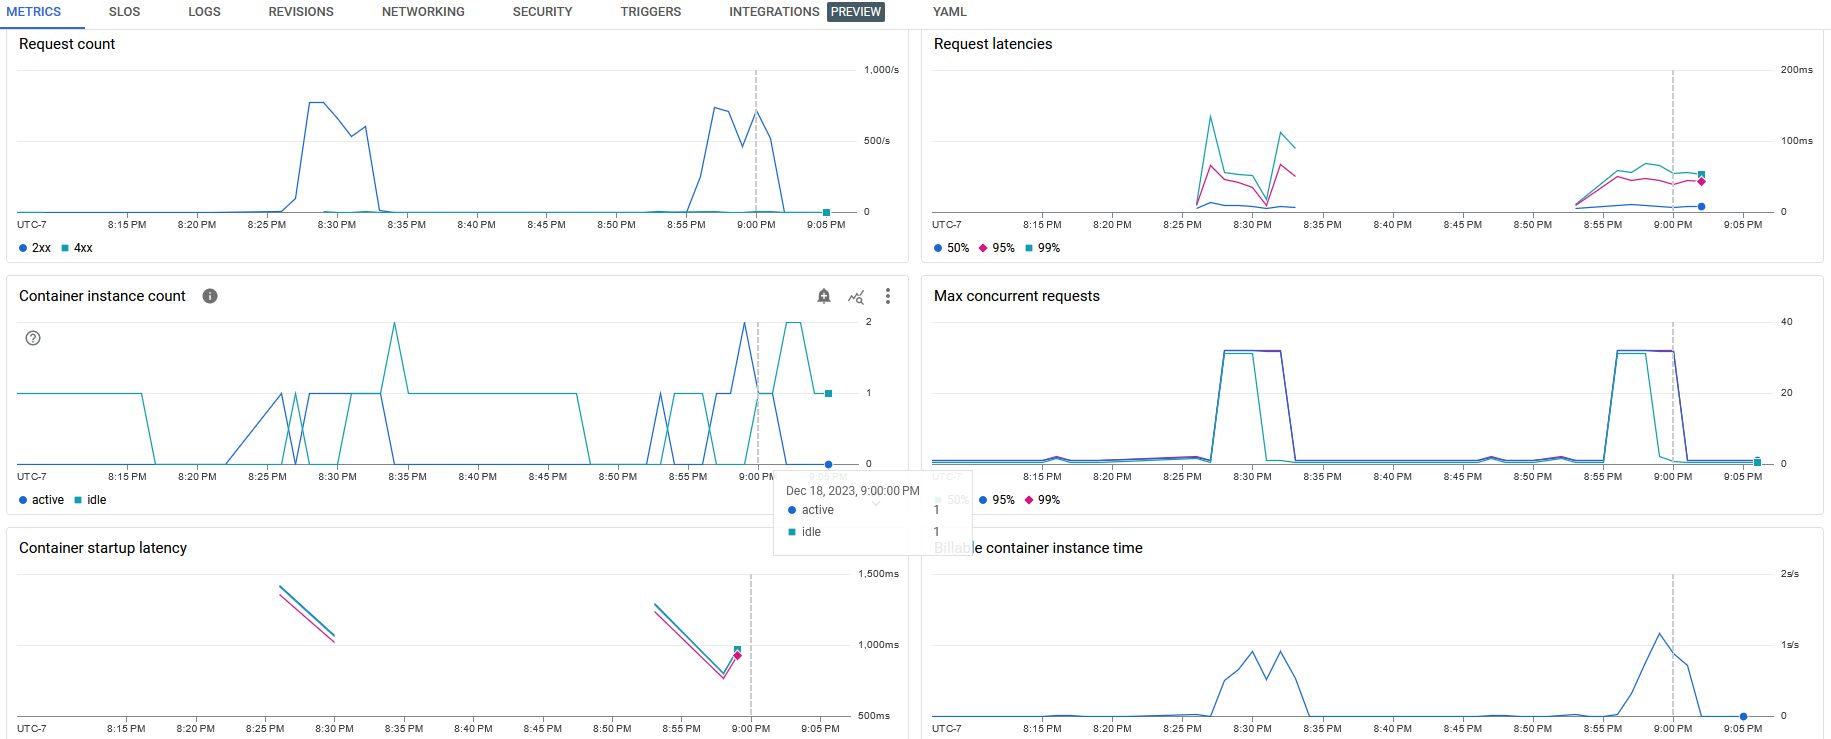 METRICS SLOS LOGS REVISIONS NETWORKING SECURITY TRIGGERS INTEGRATIONS PREVIEW YAML
Request count
1,000/s
500/s
0
UTC-7 8:15 PM 8:20 PM 8:25 PM 8:30 PM 8:35 PM 8:40 PM 8:45 PM 8:50 PM 8:55 PM 9:00 PM 9:05 PM
2xx 4xx
Request latencies
200ms
100ms
0
UTC-7 8:15 PM 8:20 PM 8:25 PM 8:30 PM 8:35 PM 8:40 PM 8:45 PM 8:50 PM 8:55 PM 9:00 PM 9:05 PM
50% 95% 99%
Container instance count
2
1
0
UTC-7 8:15 PM 8:20 PM 8:25 PM 8:30 PM 8:35 PM 8:40 PM 8:45 PM 8:50 PM 8:55 PM 9:00 PM 9:05 PM
active idle
Dec 18, 2023, 9:00:00 PM
active 1
idle 1
Max concurrent requests
40
20
0
UTC-7 8:15 PM 8:20 PM 8:25 PM 8:30 PM 8:35 PM 8:40 PM 8:45 PM 8:50 PM 8:55 PM 9:00 PM 9:05 PM
50% 95% 99%
Container startup latency
1,500ms
1,000ms
500ms
UTC-7 8:15 PM 8:20 PM 8:25 PM 8:30 PM 8:35 PM 8:40 PM 8:45 PM 8:50 PM 8:55 PM 9:00 PM 9:05 PM
Billable container instance time
2s/s
1s/s
0
UTC-7 8:15 PM 8:20 PM 8:25 PM 8:30 PM 8:35 PM 8:40 PM 8:45 PM 8:50 PM 8:55 PM 9:00 PM 9:05 PM